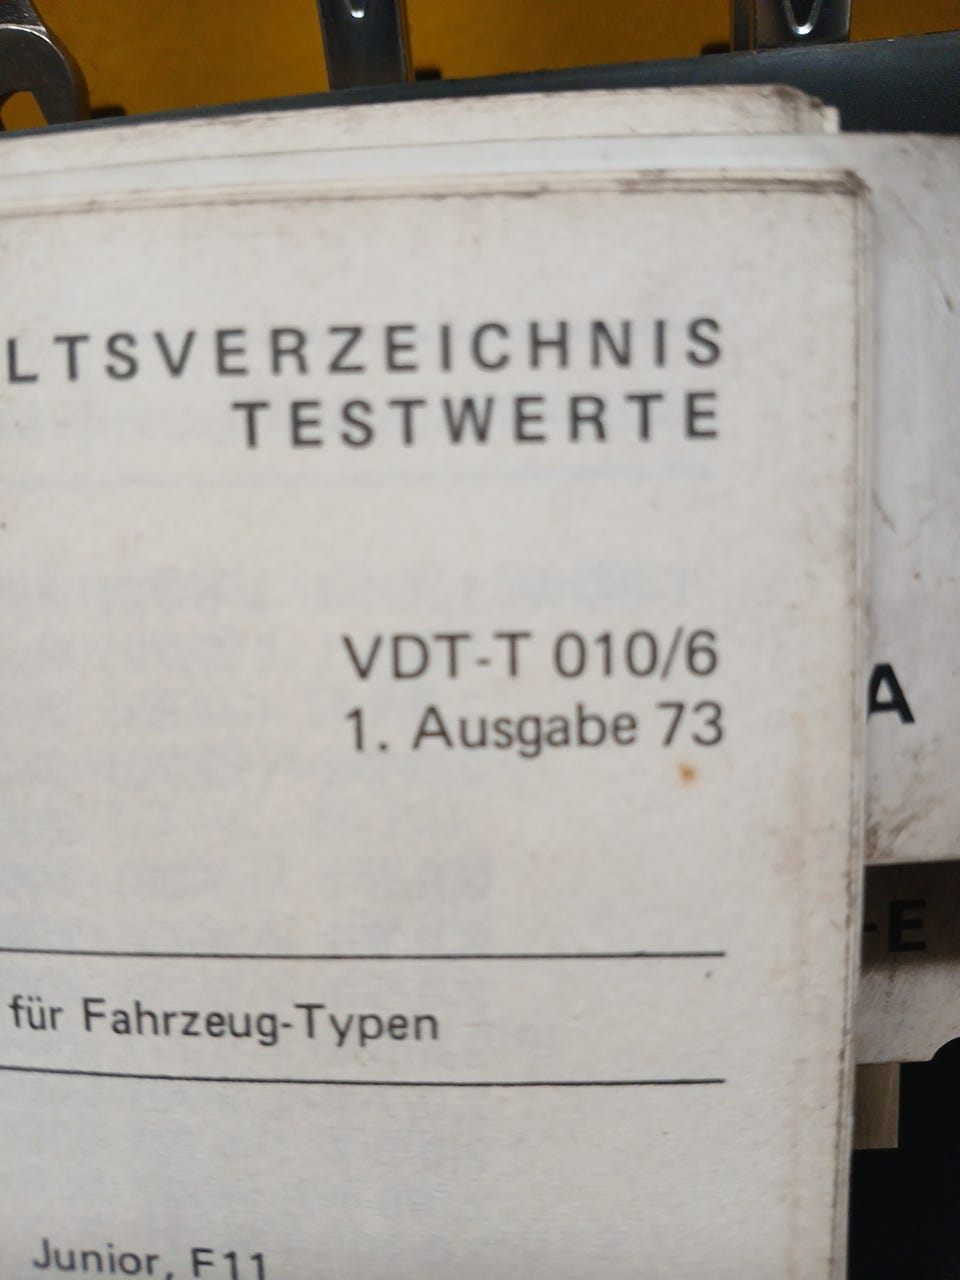 LTSVERZEICHNIS
TESTWERTE
VDT-T 010/6
1. Ausgabe 73
A
-E
für Fahrzeug-Typen
Junior, F11